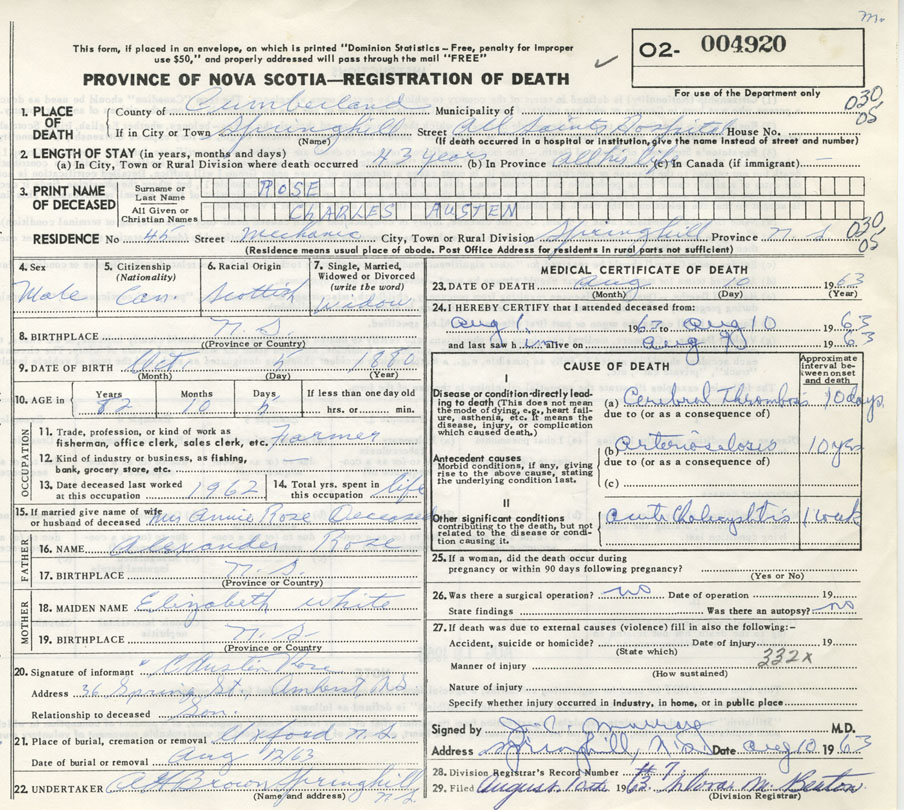 This form, if placed in an envelope, on which is printed "Dominion Statistics – Free, penalty for improper
use $50," and properly addressed will pass through the mail "FREE"
PROVINCE OF NOVA SCOTIA—REGISTRATION OF DEATH
O2- 004920
For use of the Department only
1. PLACE OF DEATH County of Cumberland Municipality of
If in City or Town Springhill Street All Saints Hospital House No.
030
05
(Name) (If death occurred in a hospital or institution, give the name instead of street and number)
2. LENGTH OF STAY (in years, months and days)
(a) In City, Town or Rural Division where death occurred 43 years (b) In Province all his life (c) In Canada (if immigrant) —
3. PRINT NAME OF DECEASED Surname or Last Name ROSE
All Given or Christian Names CHARLES AUSTEN
RESIDENCE No 45 Street Mechanic City, Town or Rural Division Springhill Province N S
030
05
(Residence means usual place of abode. Post Office Address for residents in rural parts not sufficient)
4. Sex Male
5. Citizenship (Nationality) Can.
6. Racial Origin Scottish
7. Single, Married, Widowed or Divorced (write the word) Widow
8. BIRTHPLACE N.S.
(Province or Country)
9. DATE OF BIRTH Oct. 5 1880
(Month) (Day) (Year)
10. AGE in Years 82 Months 10 Days 5 If less than one day old hrs. or min.
OCCUPATION
11. Trade, profession, or kind of work as
fisherman, office clerk, sales clerk, etc. Farmer
12. Kind of industry or business, as fishing,
bank, grocery store, etc. —
13. Date deceased last worked at this occupation 1962
14. Total yrs. spent in this occupation life
15. If married give name of wife
or husband of deceased Mrs Annie Rose Deceased
FATHER
16. NAME Alexander Rose
17. BIRTHPLACE N.S.
(Province or Country)
MOTHER
18. MAIDEN NAME Elizabeth White
19. BIRTHPLACE N.S.
(Province or Country)
20. Signature of informant C Austin Rose
Address 36 Spring St Amherst N.S
Relationship to deceased Son.
21. Place of burial, cremation or removal Oxford N.S
Date of burial or removal Aug 12/63
22. UNDERTAKER A H Brown Springhill N.S.
(Name and address)
MEDICAL CERTIFICATE OF DEATH
23. DATE OF DEATH Aug 10 1963
(Month) (Day) (Year)
24. I HEREBY CERTIFY that I attended deceased from:
Aug 1. 1963 to Aug 10 1963
and last saw h im alive on Aug 1963
CAUSE OF DEATH
Approximate interval between onset and death
I
Disease or condition directly leading to death (This does not mean the mode of dying, e.g., heart failure, asthenia, etc. It means the disease, injury, or complication which caused death.)
(a) Cerebral Thrombosis 10 days
due to (or as a consequence of)
Antecedent causes
Morbid conditions, if any, giving rise to the above cause, stating the underlying condition last.
(b) Arteriosclerosis 10 yrs
due to (or as a consequence of)
(c)
II
Other significant conditions
contributing to the death, but not related to the disease or condition causing it.
acute 1 week
25. If a woman, did the death occur during
pregnancy or within 90 days following pregnancy?
(Yes or No)
26. Was there a surgical operation? no Date of operation 19
State findings Was there an autopsy? no
27. If death was due to external causes (violence) fill in also the following:–
Accident, suicide or homicide? Date of injury 19
(State which)
332x
Manner of injury
(How sustained)
Nature of injury
Specify whether injury occurred in industry, in home, or in public place
Signed by M.D.
Address Springhill, N.S. Date Aug 10 1963
28. Division Registrar's Record Number # 7
29. Filed August 196
(Division Registrar)